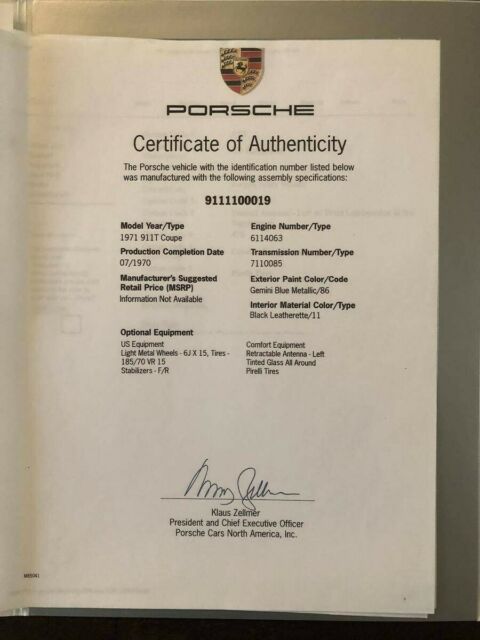 PORSCHE
Certificate of Authenticity
The Porsche vehicle with the identification number listed below
was manufactured with the following assembly specifications:
9111100019
Model Year/Type
1971 911T Coupe
Production Completion Date
07/1970
Manufacturer's Suggested
Retail Price (MSRP)
Information Not Available
Engine Number/Type
6114063
Transmission Number/Type
7110085
Exterior Paint Color/Code
Gemini Blue Metallic/86
Interior Material Color/Type
Black Leatherette/11
Optional Equipment
US Equipment
Light Metal Wheels - 6J X 15, Tires -
185/70 VR 15
Stabilizers - F/R
Comfort Equipment
Retractable Antenna - Left
Tinted Glass All Around
Pirelli Tires
Klaus Zellmer
President and Chief Executive Officer
Porsche Cars North America, Inc.